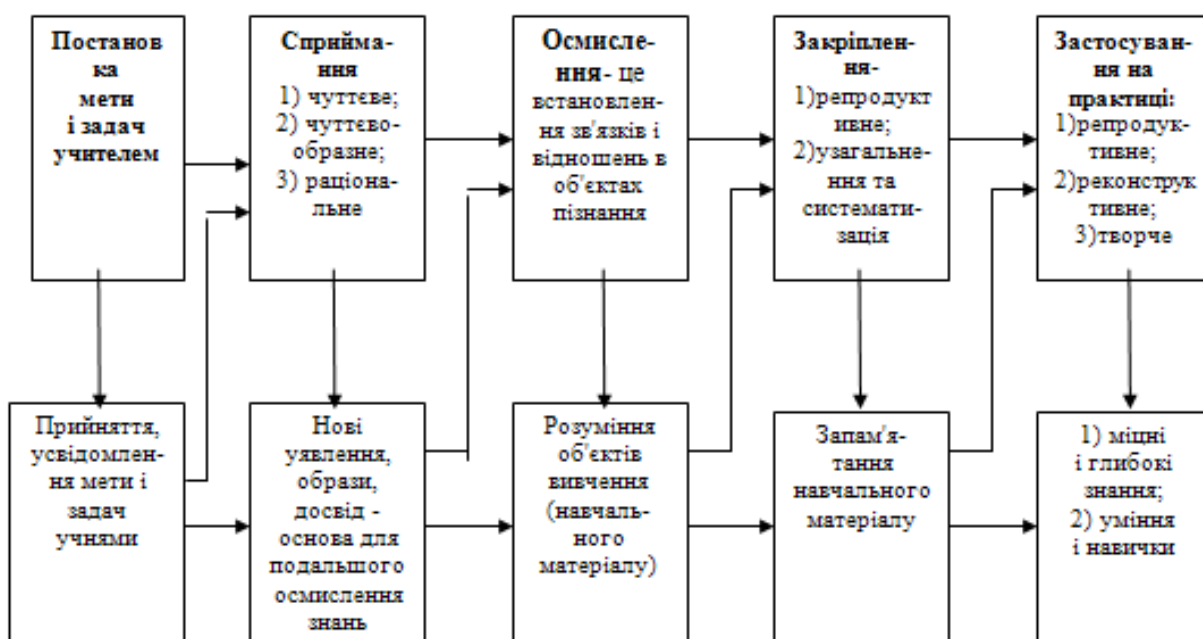 Постанов
ка
мети
і задач
учителем
Сприйма-
ння
1) чуттєве;
2) чуттєво-
образне;
3) раціона-
льне
Осмисле-
ння- це
встановлен-
ня зв'язків і
відношень в
об'єктах
пізнання
Закріплен-
ня-
1)репродукт
ивне;
2)узагальне-
ння та
системати-
зація
Застосуван-
ня на
практиці:
1)репродук-
тивне;
2)реконструк
тивне;
3)творче
Прийняття,
усвідомлен-
ня мети і
задач
учнями
Нові
уявлення,
образи,
досвід -
основа для
подальшого
осмислення
знань
Розуміння
об'єктів
вивчення
(навчаль-
ного
матеріалу)
Запам'я-
тання
навчального
матеріалу
1) міцні
і глибокі
знання;
2) уміння
і навички